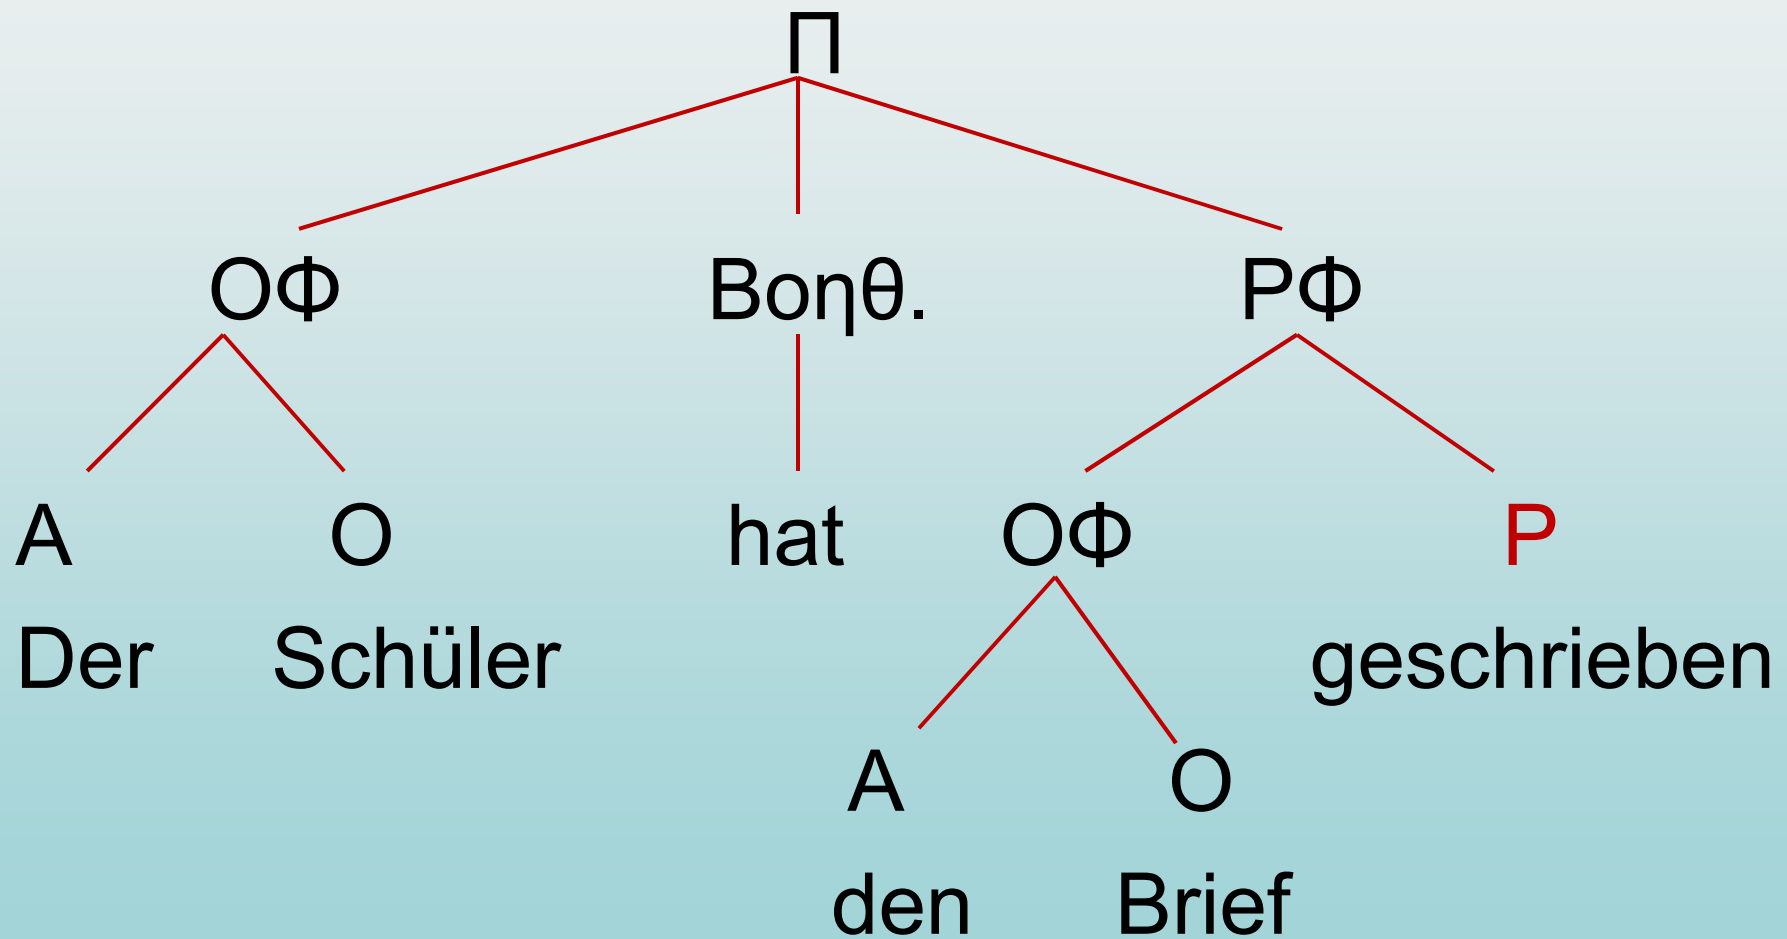 Π
ΟΦ Βοηθ. ΡΦ
Α Ο hat ΟΦ Ρ
Der Schüler geschrieben
Α Ο
den Brief